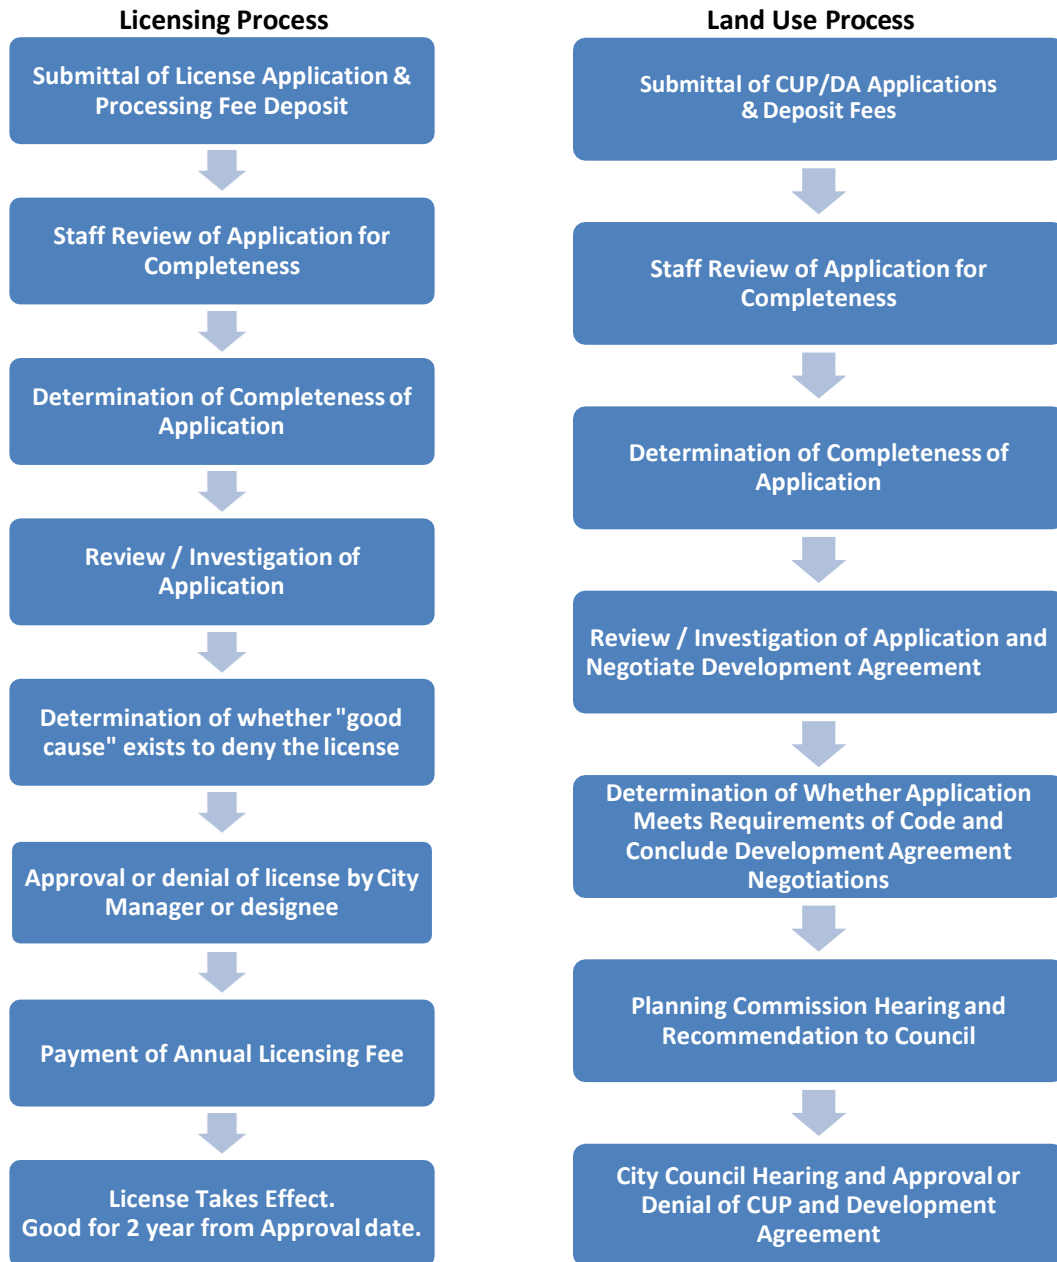 Licensing Process
Submittal of License Application &
Processing Fee Deposit
Staff Review of Application for
Completeness
Determination of Completeness of
Application
Review / Investigation of
Application
Determination of whether "good
cause" exists to deny the license
Approval or denial of license by City
Manager or designee
Payment of Annual Licensing Fee
License Takes Effect.
Good for 2 year from Approval date.
Land Use Process
Submittal of CUP/DA Applications
& Deposit Fees
Staff Review of Application for
Completeness
Determination of Completeness of
Application
Review / Investigation of Application and
Negotiate Development Agreement
Determination of Whether Application
Meets Requirements of Code and
Conclude Development Agreement
Negotiations
Planning Commission Hearing and
Recommendation to Council
City Council Hearing and Approval or
Denial of CUP and Development
Agreement